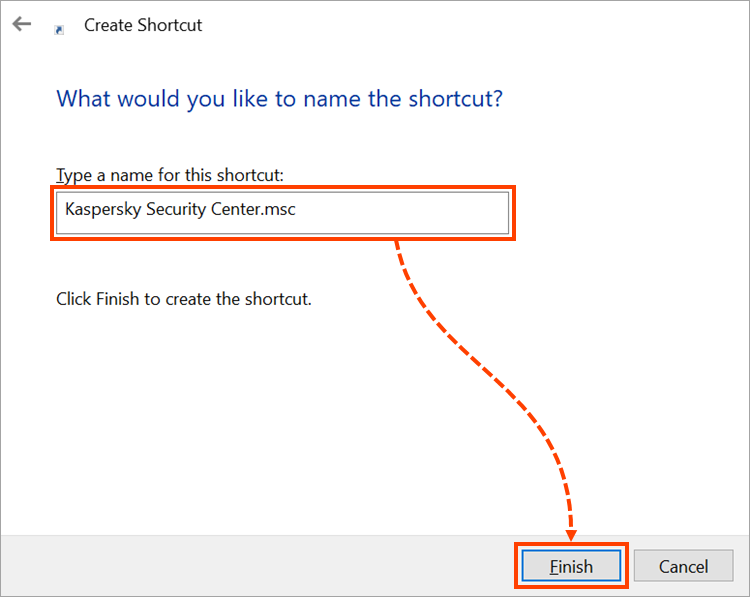 Create Shortcut
What would you like to name the shortcut?
Type a name for this shortcut:
Kaspersky Security Center.msc
Click Finish to create the shortcut.
Finish
Cancel